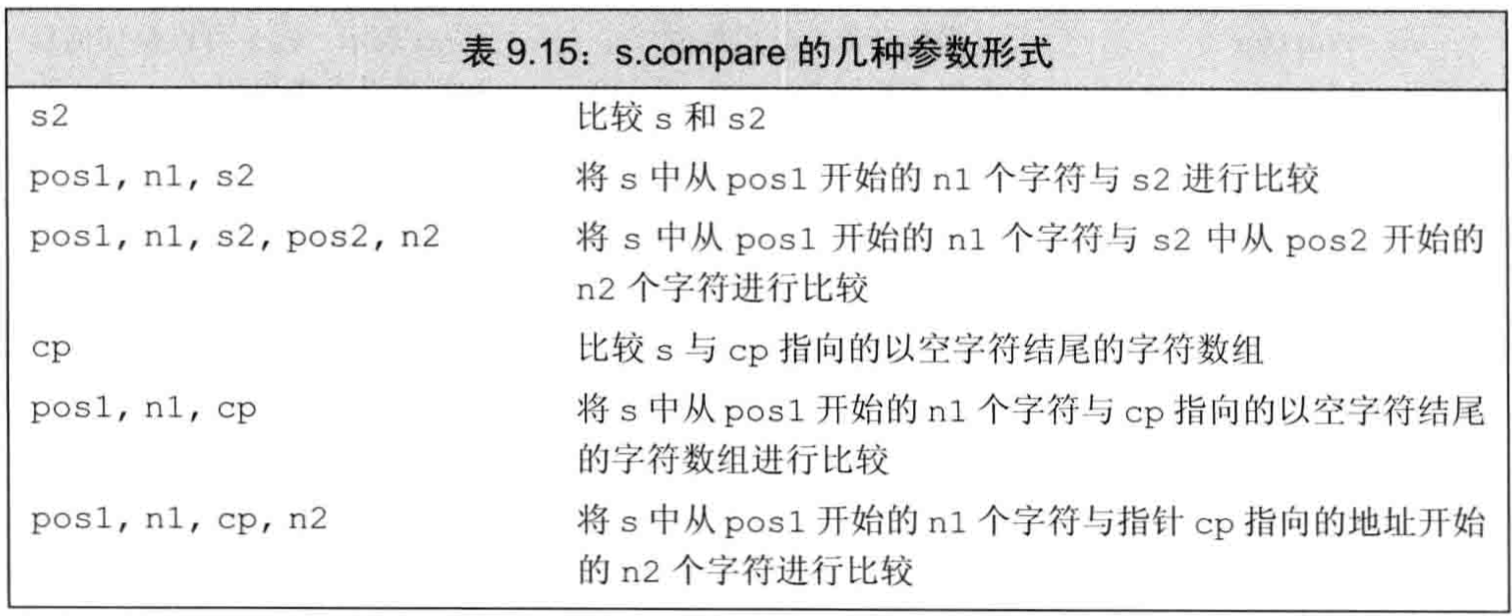 表 9.15：s.compare 的几种参数形式
s2 比较 s 和 s2
pos1, n1, s2 将 s 中从 pos1 开始的 n1 个字符与 s2 进行比较
pos1, n1, s2, pos2, n2 将 s 中从 pos1 开始的 n1 个字符与 s2 中从 pos2 开始的
n2 个字符进行比较
cp 比较 s 与 cp 指向的以空字符结尾的字符数组
pos1, n1, cp 将 s 中从 pos1 开始的 n1 个字符与 cp 指向的以空字符结尾
的字符数组进行比较
pos1, n1, cp, n2 将 s 中从 pos1 开始的 n1 个字符与指针 cp 指向的地址开始
的 n2 个字符进行比较